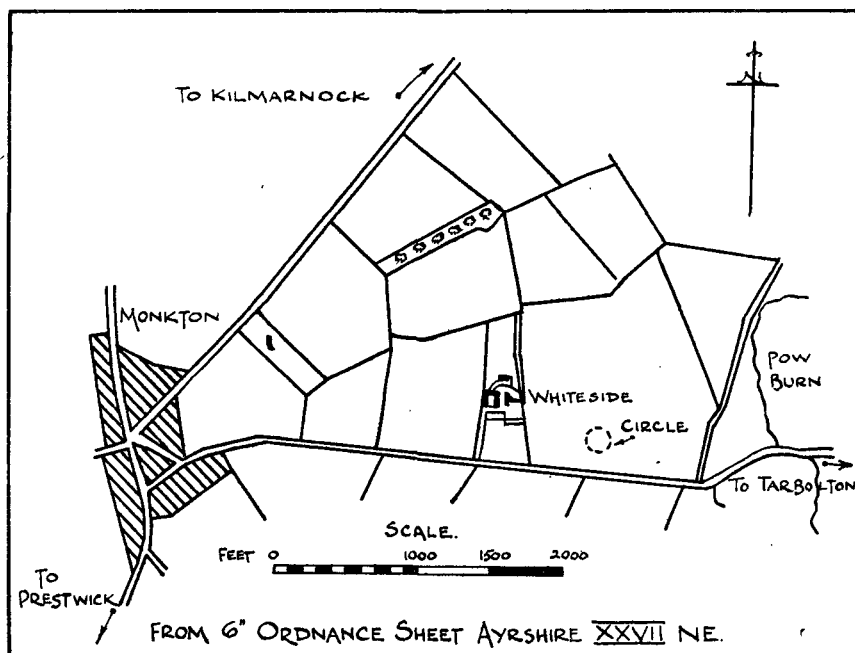 TO KILMARNOCK
N
MONKTON
POW
BURN
WHITESIDE
CIRCLE
TO TARBOLTON
SCALE.
FEET 0 1000 1500 2000
TO
PRESTWICK
FROM 6" ORDNANCE SHEET AYRSHIRE XXVII NE.